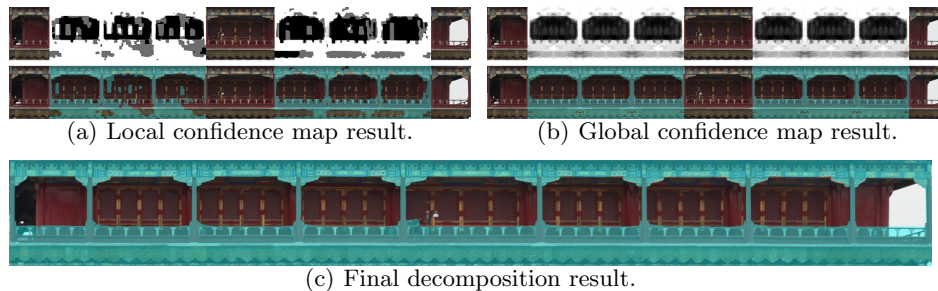 (a) Local confidence map result.
(b) Global confidence map result.
(c) Final decomposition result.